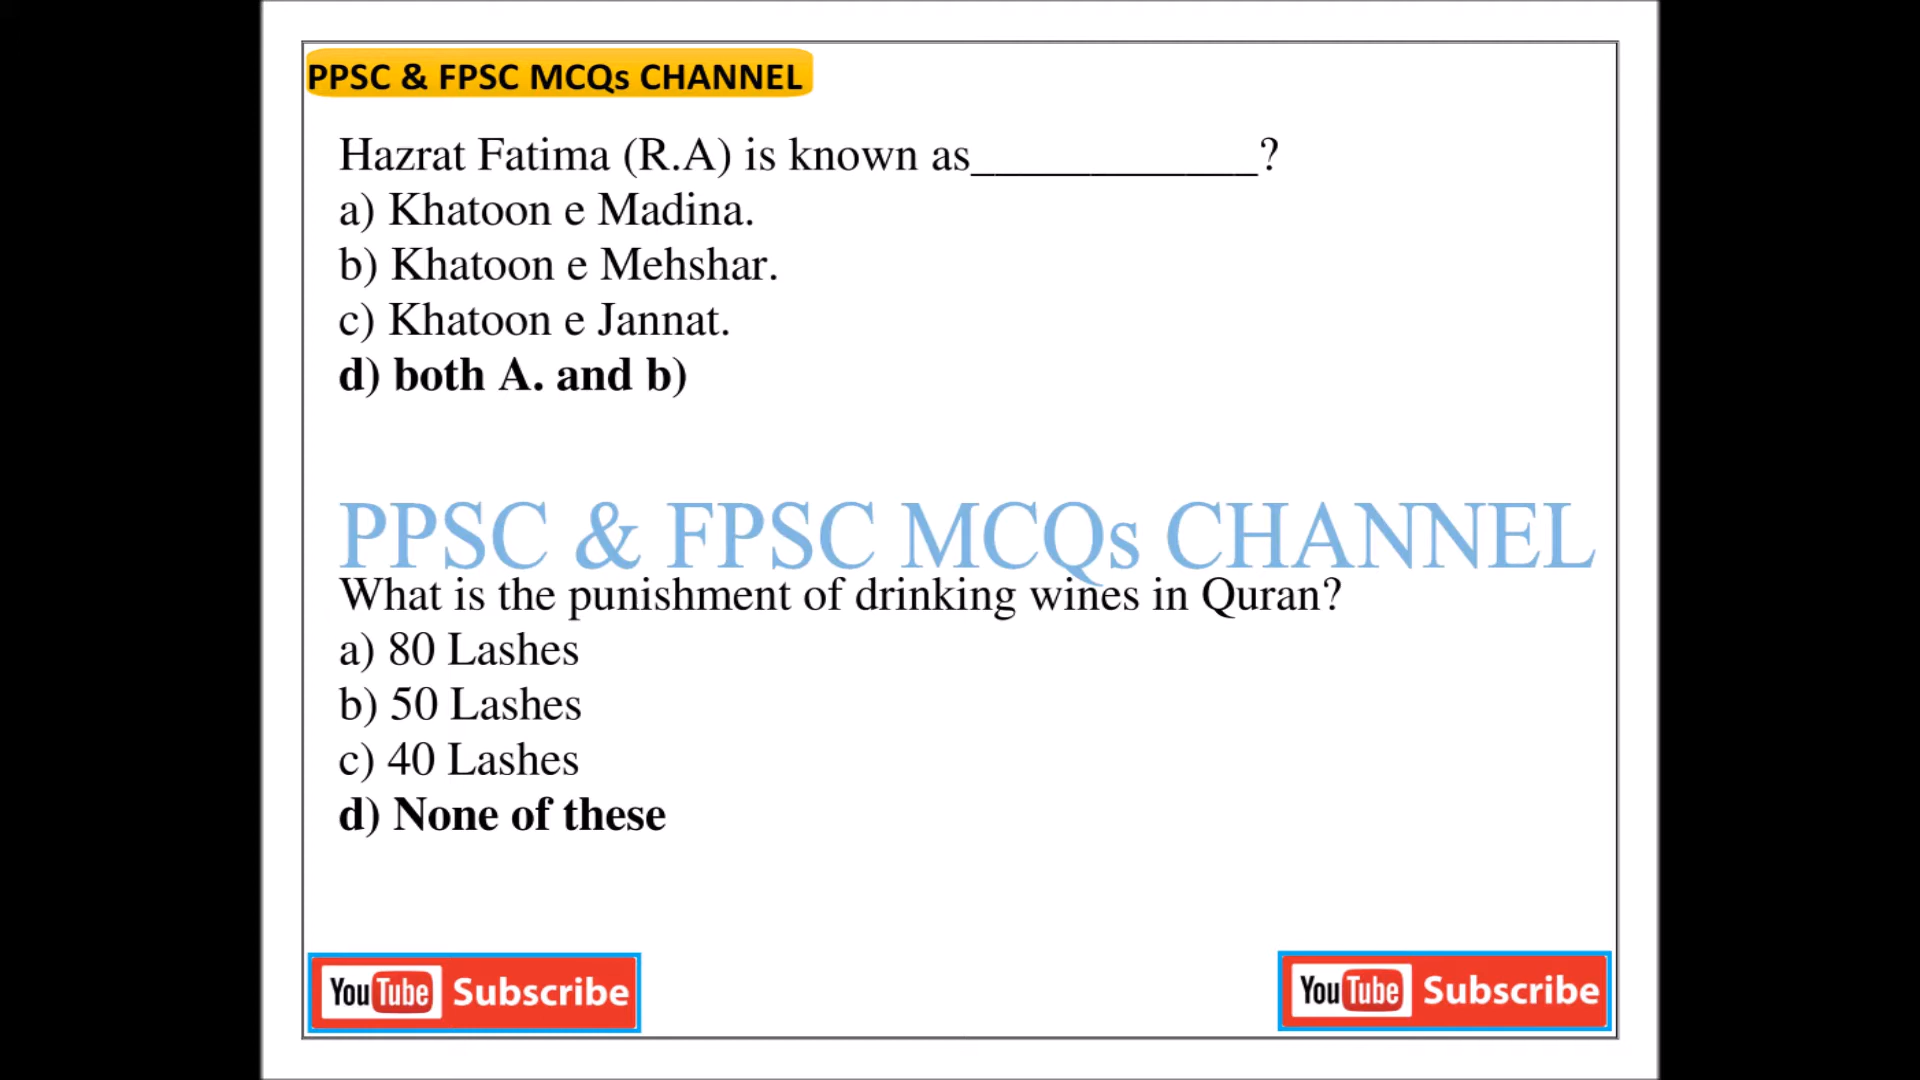 PPSC & FPSC MCQs CHANNEL
Hazrat Fatima (R.A) is known as____________?
a) Khatoon e Madina.
b) Khatoon e Mehshar.
c) Khatoon e Jannat.
d) both A. and b)
PPSC & FPSC MCQs CHANNEL
What is the punishment of drinking wines in Quran?
a) 80 Lashes
b) 50 Lashes
c) 40 Lashes
d) None of these
YouTube Subscribe
YouTube Subscribe